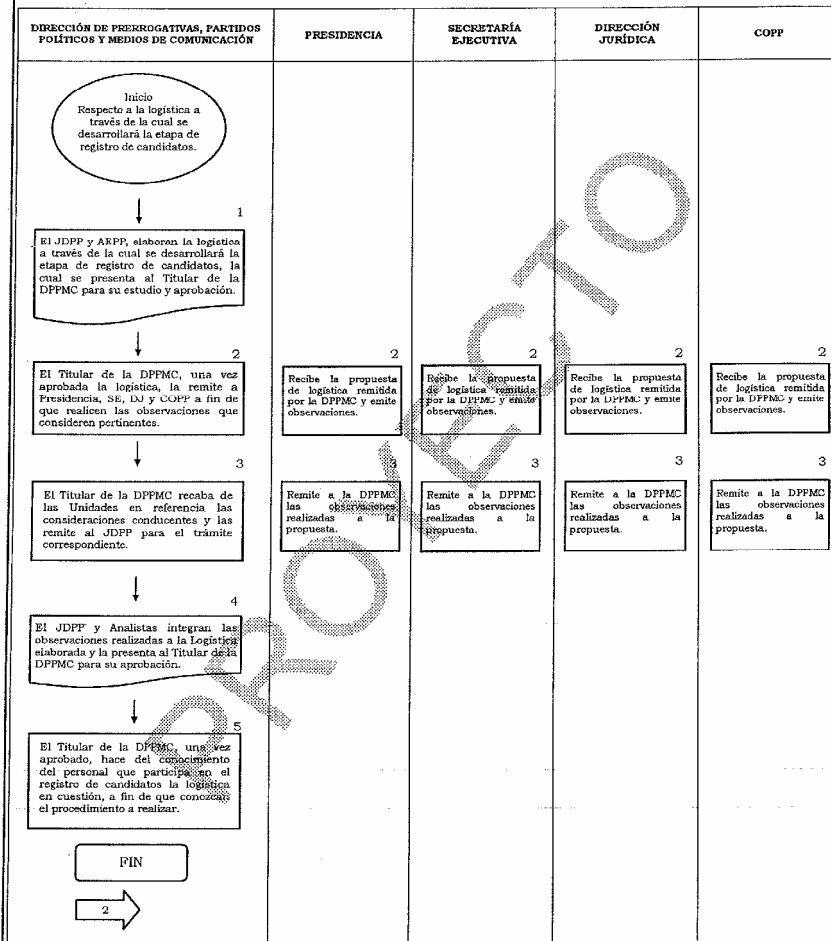 DIRECCIÓN DE PRERROGATIVAS, PARTIDOS
POLÍTICOS Y MEDIOS DE COMUNICACIÓN
PRESIDENCIA
SECRETARÍA
EJECUTIVA
DIRECCIÓN
JURÍDICA
COPP
Inicio
Respecto a la logística a
través de la cual se
desarrollará la etapa de
registro de candidatos.
1
El JDPP y AEPP, elaboran la logística
a través de la cual se desarrollará la
etapa de registro de candidatos, la
cual se presenta al Titular de la
DPPMC para su estudio y aprobación.
2
El Titular de la DPPMC, una vez
aprobada la logística, la remite a
Presidencia, SE, DJ y COPP a fin de
que realicen las observaciones que
consideren pertinentes.
2
Recibe la propuesta
de logística remitida
por la DPPMC y emite
observaciones.
2
Recibe la propuesta
de logística remitida
por la DPPMC y emite
observaciones.
2
Recibe la propuesta
de logística remitida
por la DPPMC y emite
observaciones.
2
Recibe la propuesta
de logística remitida
por la DPPMC y emite
observaciones.
3
El Titular de la DPPMC recaba de
las Unidades en referencia las
consideraciones conducentes y las
remite al JDPP para el trámite
correspondiente.
3
Remite a la DPPMC
las observaciones
realizadas a la
propuesta.
3
Remite a la DPPMC
las observaciones
realizadas a la
propuesta.
3
Remite a la DPPMC
las observaciones
realizadas a la
propuesta.
3
Remite a la DPPMC
las observaciones
realizadas a la
propuesta.
4
El JDPP y Analistas integran las
observaciones realizadas a la Logística
elaborada y la presenta al Titular de la
DPPMC para su aprobación.
5
El Titular de la DPPMC, una vez
aprobado, hace del conocimiento
del personal que participa en el
registro de candidatos la logística
en cuestión, a fin de que conozcan
el procedimiento a realizar.
FIN
2
PROYECTO